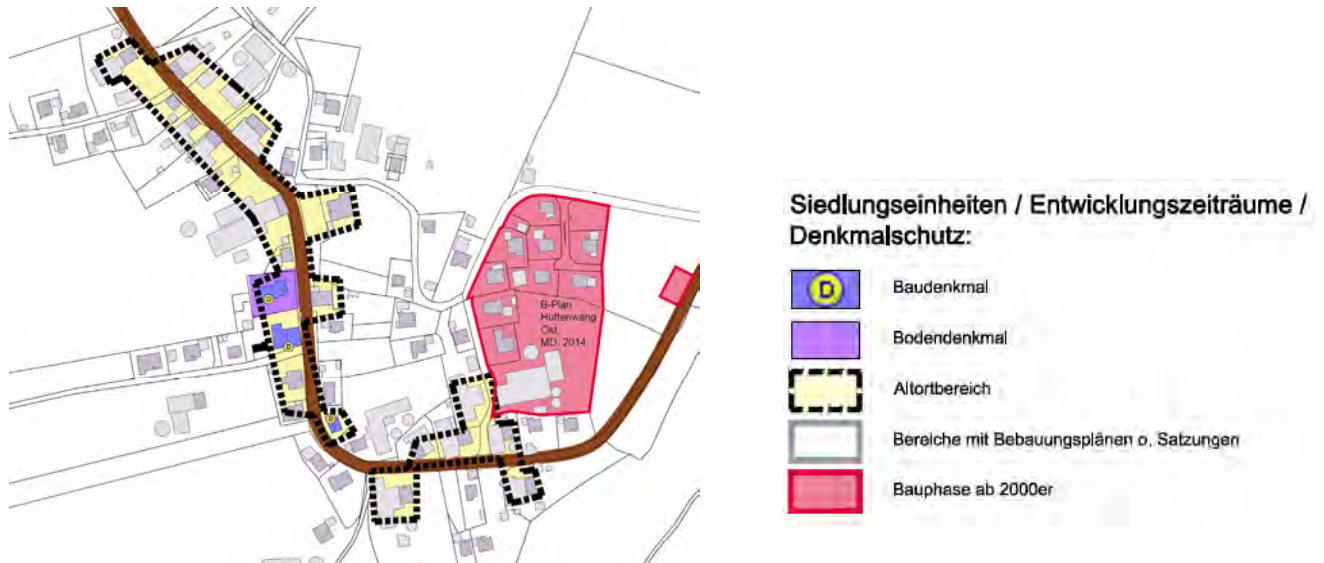 B-Plan
Hüttenwang
Ost
MD. 2014
D
D
D
Siedlungseinheiten / Entwicklungszeiträume /
Denkmalschutz:
D
Baudenkmal
Bodendenkmal
Altortbereich
Bereiche mit Bebauungsplänen o. Satzungen
Bauphase ab 2000er